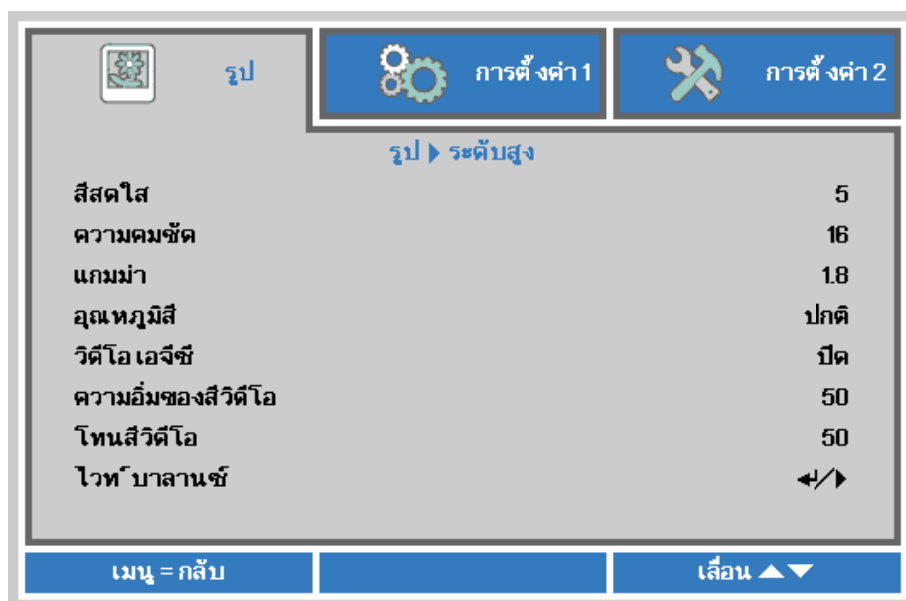 รูป
การตั้งค่า 1
การตั้งค่า 2
รูป ▶ ระดับสูง
สีสดใส 5
ความคมชัด 16
แกมม่า 1.8
อุณหภูมิสี ปกติ
วิดีโอ เอจีซี ปิด
ความอิ่มของสีวิดีโอ 50
โทนสีวิดีโอ 50
ไวท์ บาลานซ์ ↵/▶
เมนู = กลับ
เลื่อน ▲▼